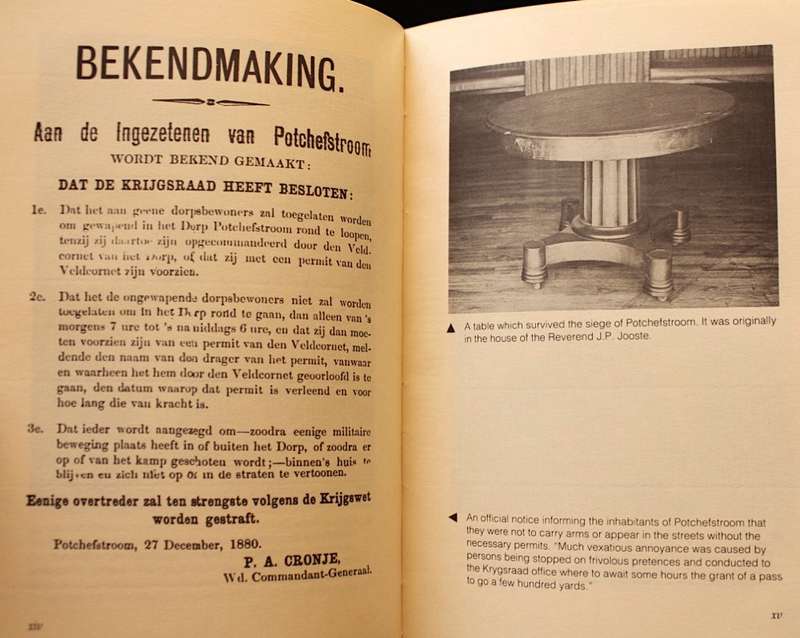 BEKENDMAKING.
Aan de Ingezetenen van Potchefstroom
WORDT BEKEND GEMAAKT:
DAT DE KRIJGSRAAD HEEFT BESLOTEN:
1e. Dat het aan geene dorpsbewoners zal toegelaten worden
om gewapend in het Dorp Potchefstroom rond te loopen,
tenzij zij daartoe zijn opgecommandeerd door den Veld-
cornet van het Dorp, of dat zij met een permit van den
Veldcornet zijn voorzien.
2e. Dat het de ongewapende dorpsbewoners niet zal worden
toegelaten om in het Dorp rond te gaan, dan alleen van 's
morgens 7 ure tot 's namiddags 6 ure, en dat zij dan moe-
ten voorzien zijn van een permit van den Veldcornet, mel-
dende den naam van den drager van het permit, vanwaar
en waarheen het hem door den Veldcornet geoorloofd is te
gaan, den datum waarop dat permit is verleend en voor
hoe lang die van kracht is.
3e. Dat ieder wordt aangezegd om—zoodra eenige militaire
beweging plaats heeft in of buiten het Dorp, of zoodra er
op of van het kamp geschoten wordt;—binnen's huis te
blijven en zich niet op of in de straten te vertoonen.
Eenige overtreder zal ten strengste volgens de Krijgswet
worden gestraft.
Potchefstroom, 27 December, 1880.
P. A. CRONJE,
Wd. Commandant-Generaal.
xiv
▲ A table which survived the siege of Potchefstroom. It was originally
in the house of the Reverend J.P. Jooste.
◄ An official notice informing the inhabitants of Potchefstroom that
they were not to carry arms or appear in the streets without the
necessary permits. "Much vexatious annoyance was caused by
persons being stopped on frivolous pretences and conducted to
the Krygsraad office where to await some hours the grant of a pass
to go a few hundred yards."
xv